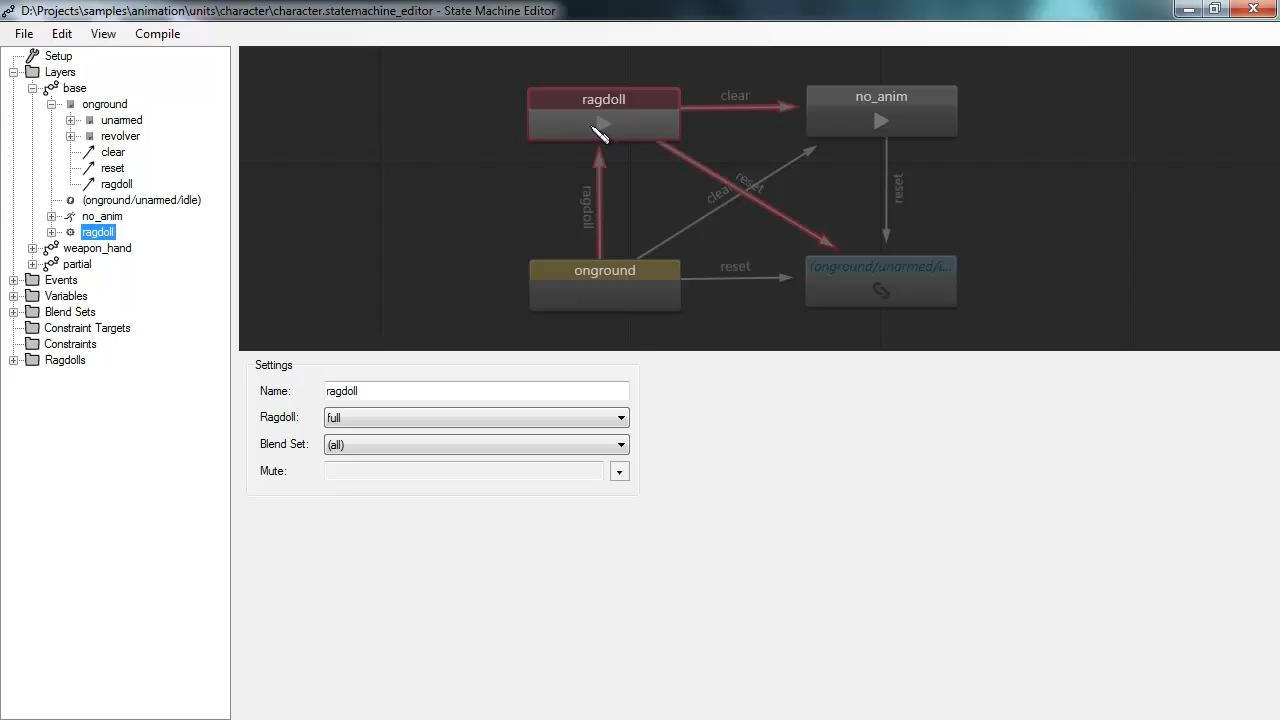 D:\Projects\samples\animation\units\character\character.statemachine_editor - State Machine Editor
File Edit View Compile
Setup
Layers
base
onground
unarmed
revolver
clear
reset
ragdoll
(onground/unarmed/idle)
no_anim
ragdoll
weapon_hand
partial
Events
Variables
Blend Sets
Constraint Targets
Constraints
Ragdolls
ragdoll
clear
no_anim
ragdoll
clear
reset
reset
onground
reset
(onground/unarmed/i...
Settings
Name: ragdoll
Ragdoll: full
Blend Set: (all)
Mute: